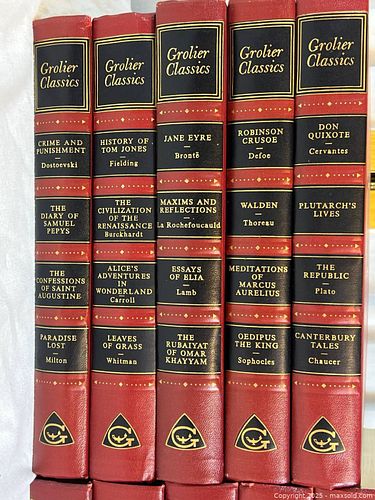 Grolier
Classics
CRIME AND
PUNISHMENT
Dostoevski
THE
DIARY OF
SAMUEL
PEPYS
THE
CONFESSIONS
OF SAINT
AUGUSTINE
PARADISE
LOST
Milton
G
Grolier
Classics
HISTORY OF
TOM JONES
Fielding
THE
CIVILIZATION
OF THE
RENAISSANCE
Burckhardt
ALICE'S
ADVENTURES
IN
WONDERLAND
Carroll
LEAVES
OF GRASS
Whitman
G
Grolier
Classics
JANE EYRE
Brontë
MAXIMS AND
REFLECTIONS
La Rochefoucauld
ESSAYS
OF ELIA
Lamb
THE
RUBAIYAT
OF OMAR
KHAYYAM
G
Grolier
Classics
ROBINSON
CRUSOE
Defoe
WALDEN
Thoreau
MEDITATIONS
OF
MARCUS
AURELIUS
OEDIPUS
THE KING
Sophocles
G
Grolier
Classics
DON
QUIXOTE
Cervantes
PLUTARCH'S
LIVES
THE
REPUBLIC
Plato
CANTERBURY
TALES
Chaucer
G
Copyright 2025 - maxsold.com